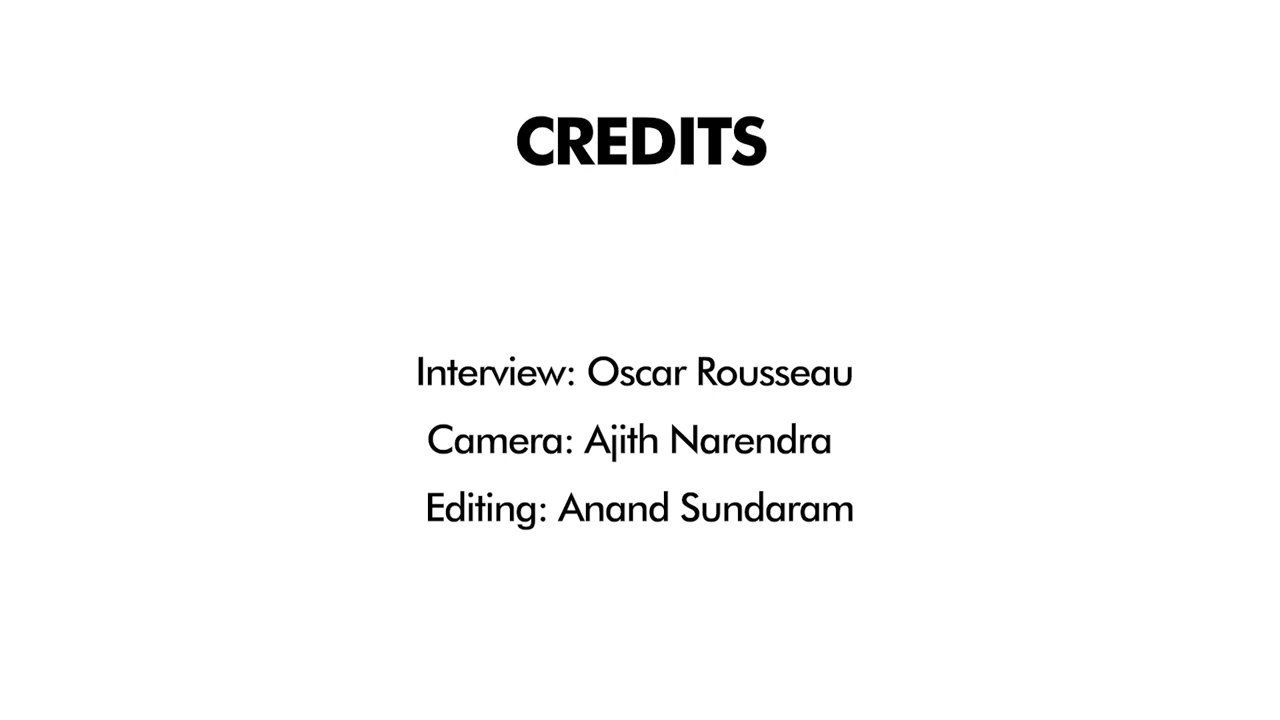 CREDITS
Interview: Oscar Rousseau
Camera: Ajith Narendra
Editing: Anand Sundaram